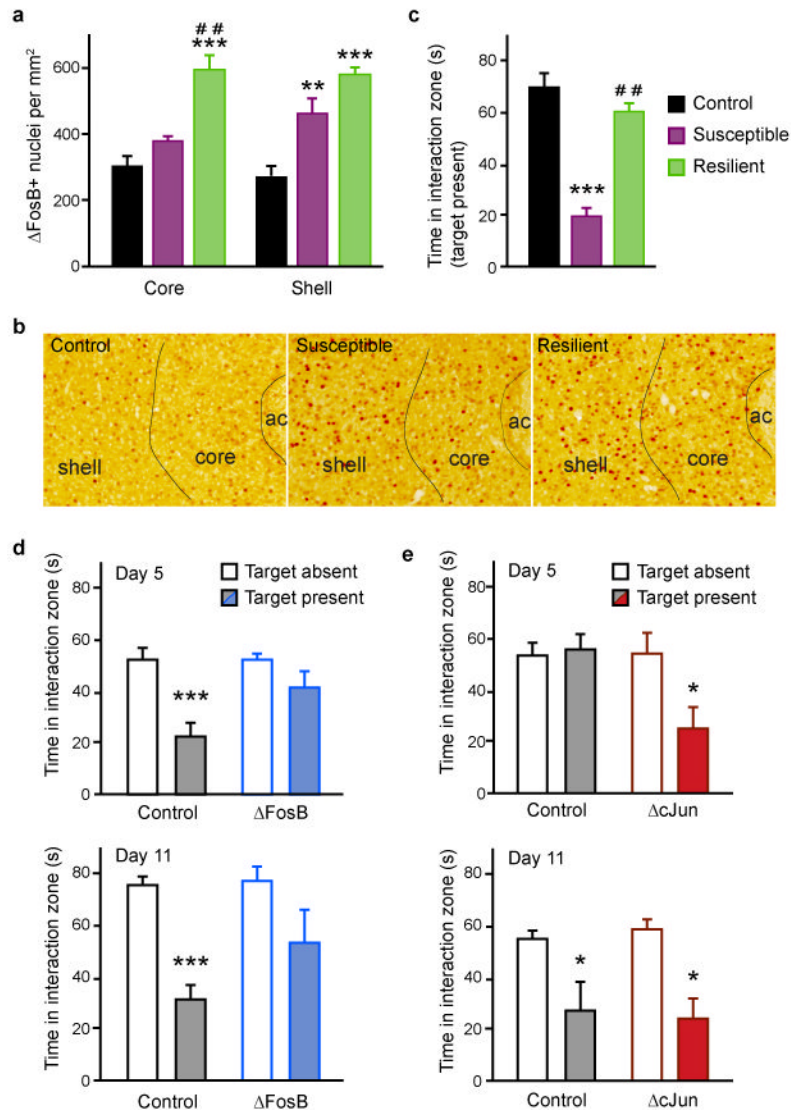 a
ΔFosB+ nuclei per mm²
600
400
200
0
##
***
**
***
Core
Shell
c
Time in interaction zone (s)
(target present)
80
60
40
20
0
***
##
Control
Susceptible
Resilient
b
Control
shell
core
ac
Susceptible
shell
core
ac
Resilient
shell
core
ac
d
Day 5
Target absent
Target present
Time in interaction zone (s)
80
60
40
20
0
***
Control
ΔFosB
Day 11
Time in interaction zone (s)
80
60
40
20
0
***
Control
ΔFosB
e
Day 5
Target absent
Target present
Time in interaction zone (s)
80
60
40
20
0
*
Control
ΔcJun
Day 11
Time in interaction zone (s)
80
60
40
20
0
*
*
Control
ΔcJun